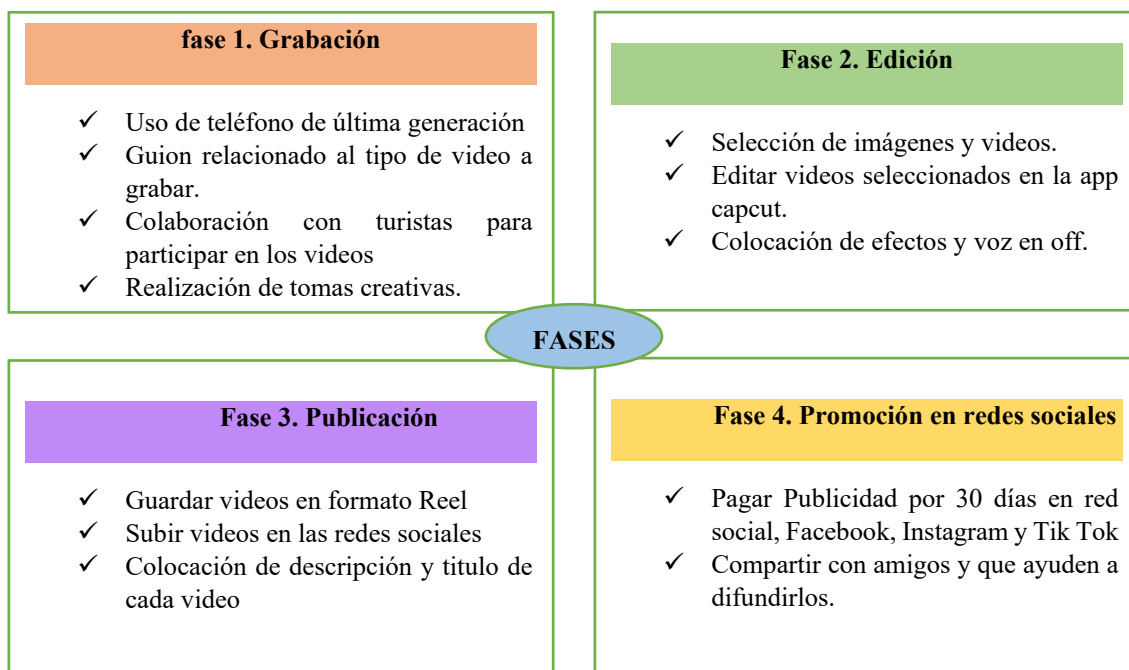 fase 1. Grabación
✓ Uso de teléfono de última generación
✓ Guion relacionado al tipo de video a
grabar.
✓ Colaboración con turistas para
participar en los videos
✓ Realización de tomas creativas.
Fase 2. Edición
✓ Selección de imágenes y videos.
✓ Editar videos seleccionados en la app
capcut.
✓ Colocación de efectos y voz en off.
FASES
Fase 3. Publicación
✓ Guardar videos en formato Reel
✓ Subir videos en las redes sociales
✓ Colocación de descripción y titulo de
cada video
Fase 4. Promoción en redes sociales
✓ Pagar Publicidad por 30 días en red
social, Facebook, Instagram y Tik Tok
✓ Compartir con amigos y que ayuden a
difundirlos.